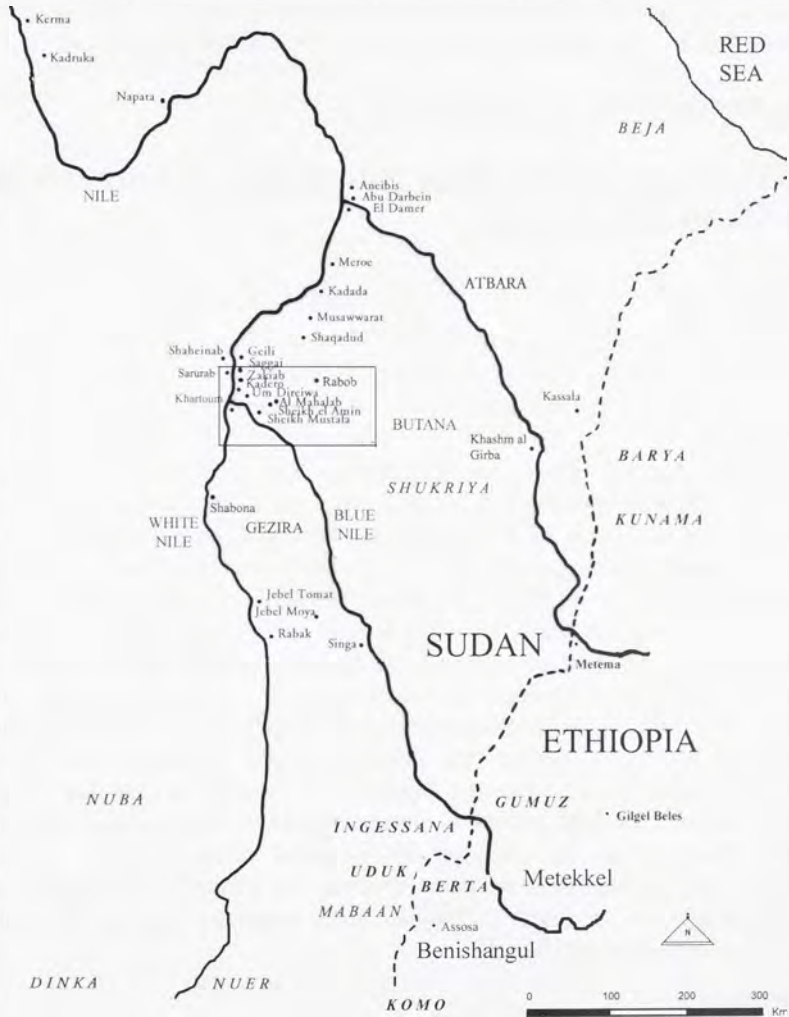 Kerma
Kadruka
Napata
RED
SEA
BEJA
NILE
Aneibis
Abu Darbein
El Damer
Meroe
Kadada
ATBARA
Musawwarat
Shaqadud
Shaheinab
Geili
Saggai
Sarurab
Zakiab
Kadero
Rabob
Um Direiwa
Khartoum
Al Mahalab
Sheikh el Amin
Sheikh Mustafa
BUTANA
Kassala
Khashm al
Girba
BARYA
SHUKRIYA
KUNAMA
Shabona
WHITE
NILE
GEZIRA
BLUE
NILE
Jebel Tomat
Jebel Moya
Rabak
Singa
SUDAN
Metema
ETHIOPIA
NUBA
GUMUZ
Gilgel Beles
INGESSANA
UDUK
BERTA
Metekkel
MABAAN
Assosa
Benishangul
N
DINKA
NUER
KOMO
0 100 200 300
Km